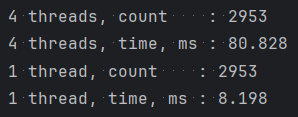 4 threads, count    : 2953
4 threads, time, ms : 80.828
1 thread, count    : 2953
1 thread, time, ms : 8.198